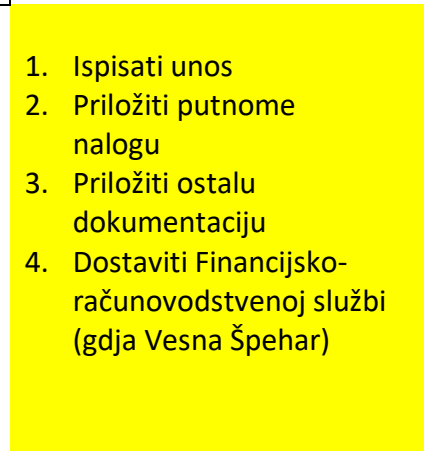 1. Ispisati unos
2. Priložiti putnome
nalogu
3. Priložiti ostalu
dokumentaciju
4. Dostaviti Financijsko-
računovodstvenoj službi
(gdja Vesna Špehar)